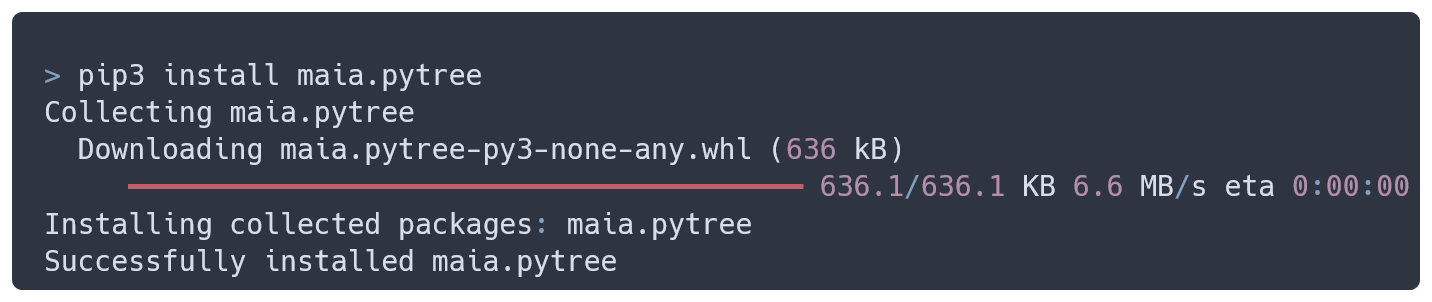 > pip3 install maia.pytree
Collecting maia.pytree
  Downloading maia.pytree-py3-none-any.whl (636 kB)
636.1/636.1 KB 6.6 MB/s eta 0:00:00
Installing collected packages: maia.pytree
Successfully installed maia.pytree